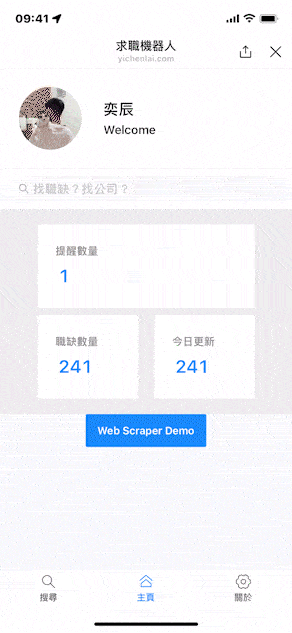 09:41
求職機器人
yichenlai.com
奕辰
Welcome
找職缺？找公司？
提醒數量
1
職缺數量
241
今日更新
241
Web Scraper Demo
搜尋
主頁
關於